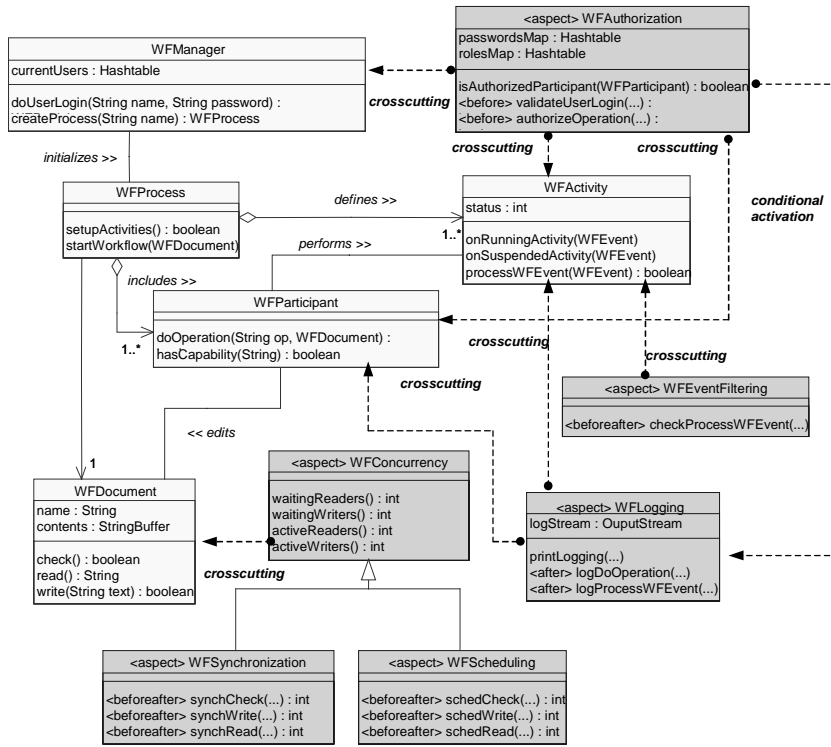 <aspect> WFAuthorization
passwordsMap : Hashtable
rolesMap : Hashtable
isAuthorizedParticipant(WFParticipant) : boolean
<before> validateUserLogin(...) :
<before> authorizeOperation(...) :
WFManager
currentUsers : Hashtable
doUserLogin(String name, String password) :
createProcess(String name) : WFProcess
crosscutting
crosscutting
crosscutting
conditional
activation
initializes >>
WFProcess
setupActivities() : boolean
startWorkflow(WFDocument)
defines >>
1..*
WFActivity
status : int
onRunningActivity(WFEvent)
onSuspendedActivity(WFEvent)
processWFEvent(WFEvent) : boolean
performs >>
includes >>
1..*
WFParticipant
doOperation(String op, WFDocument) :
hasCapability(String) : boolean
crosscutting
crosscutting
crosscutting
<aspect> WFEventFiltering
<beforeafter> checkProcessWFEvent(...)
<< edits
1
WFDocument
name : String
contents : StringBuffer
check() : boolean
read() : String
write(String text) : boolean
crosscutting
<aspect> WFConcurrency
waitingReaders() : int
waitingWriters() : int
activeReaders() : int
activeWriters() : int
<aspect> WFLogging
logStream : OuputStream
printLogging(...)
<after> logDoOperation(...)
<after> logProcessWFEvent(...)
<aspect> WFSynchronization
<beforeafter> synchCheck(...) : int
<beforeafter> synchWrite(...) : int
<beforeafter> synchRead(...) : int
<aspect> WFScheduling
<beforeafter> schedCheck(...) : int
<beforeafter> schedWrite(...) : int
<beforeafter> schedRead(...) : int